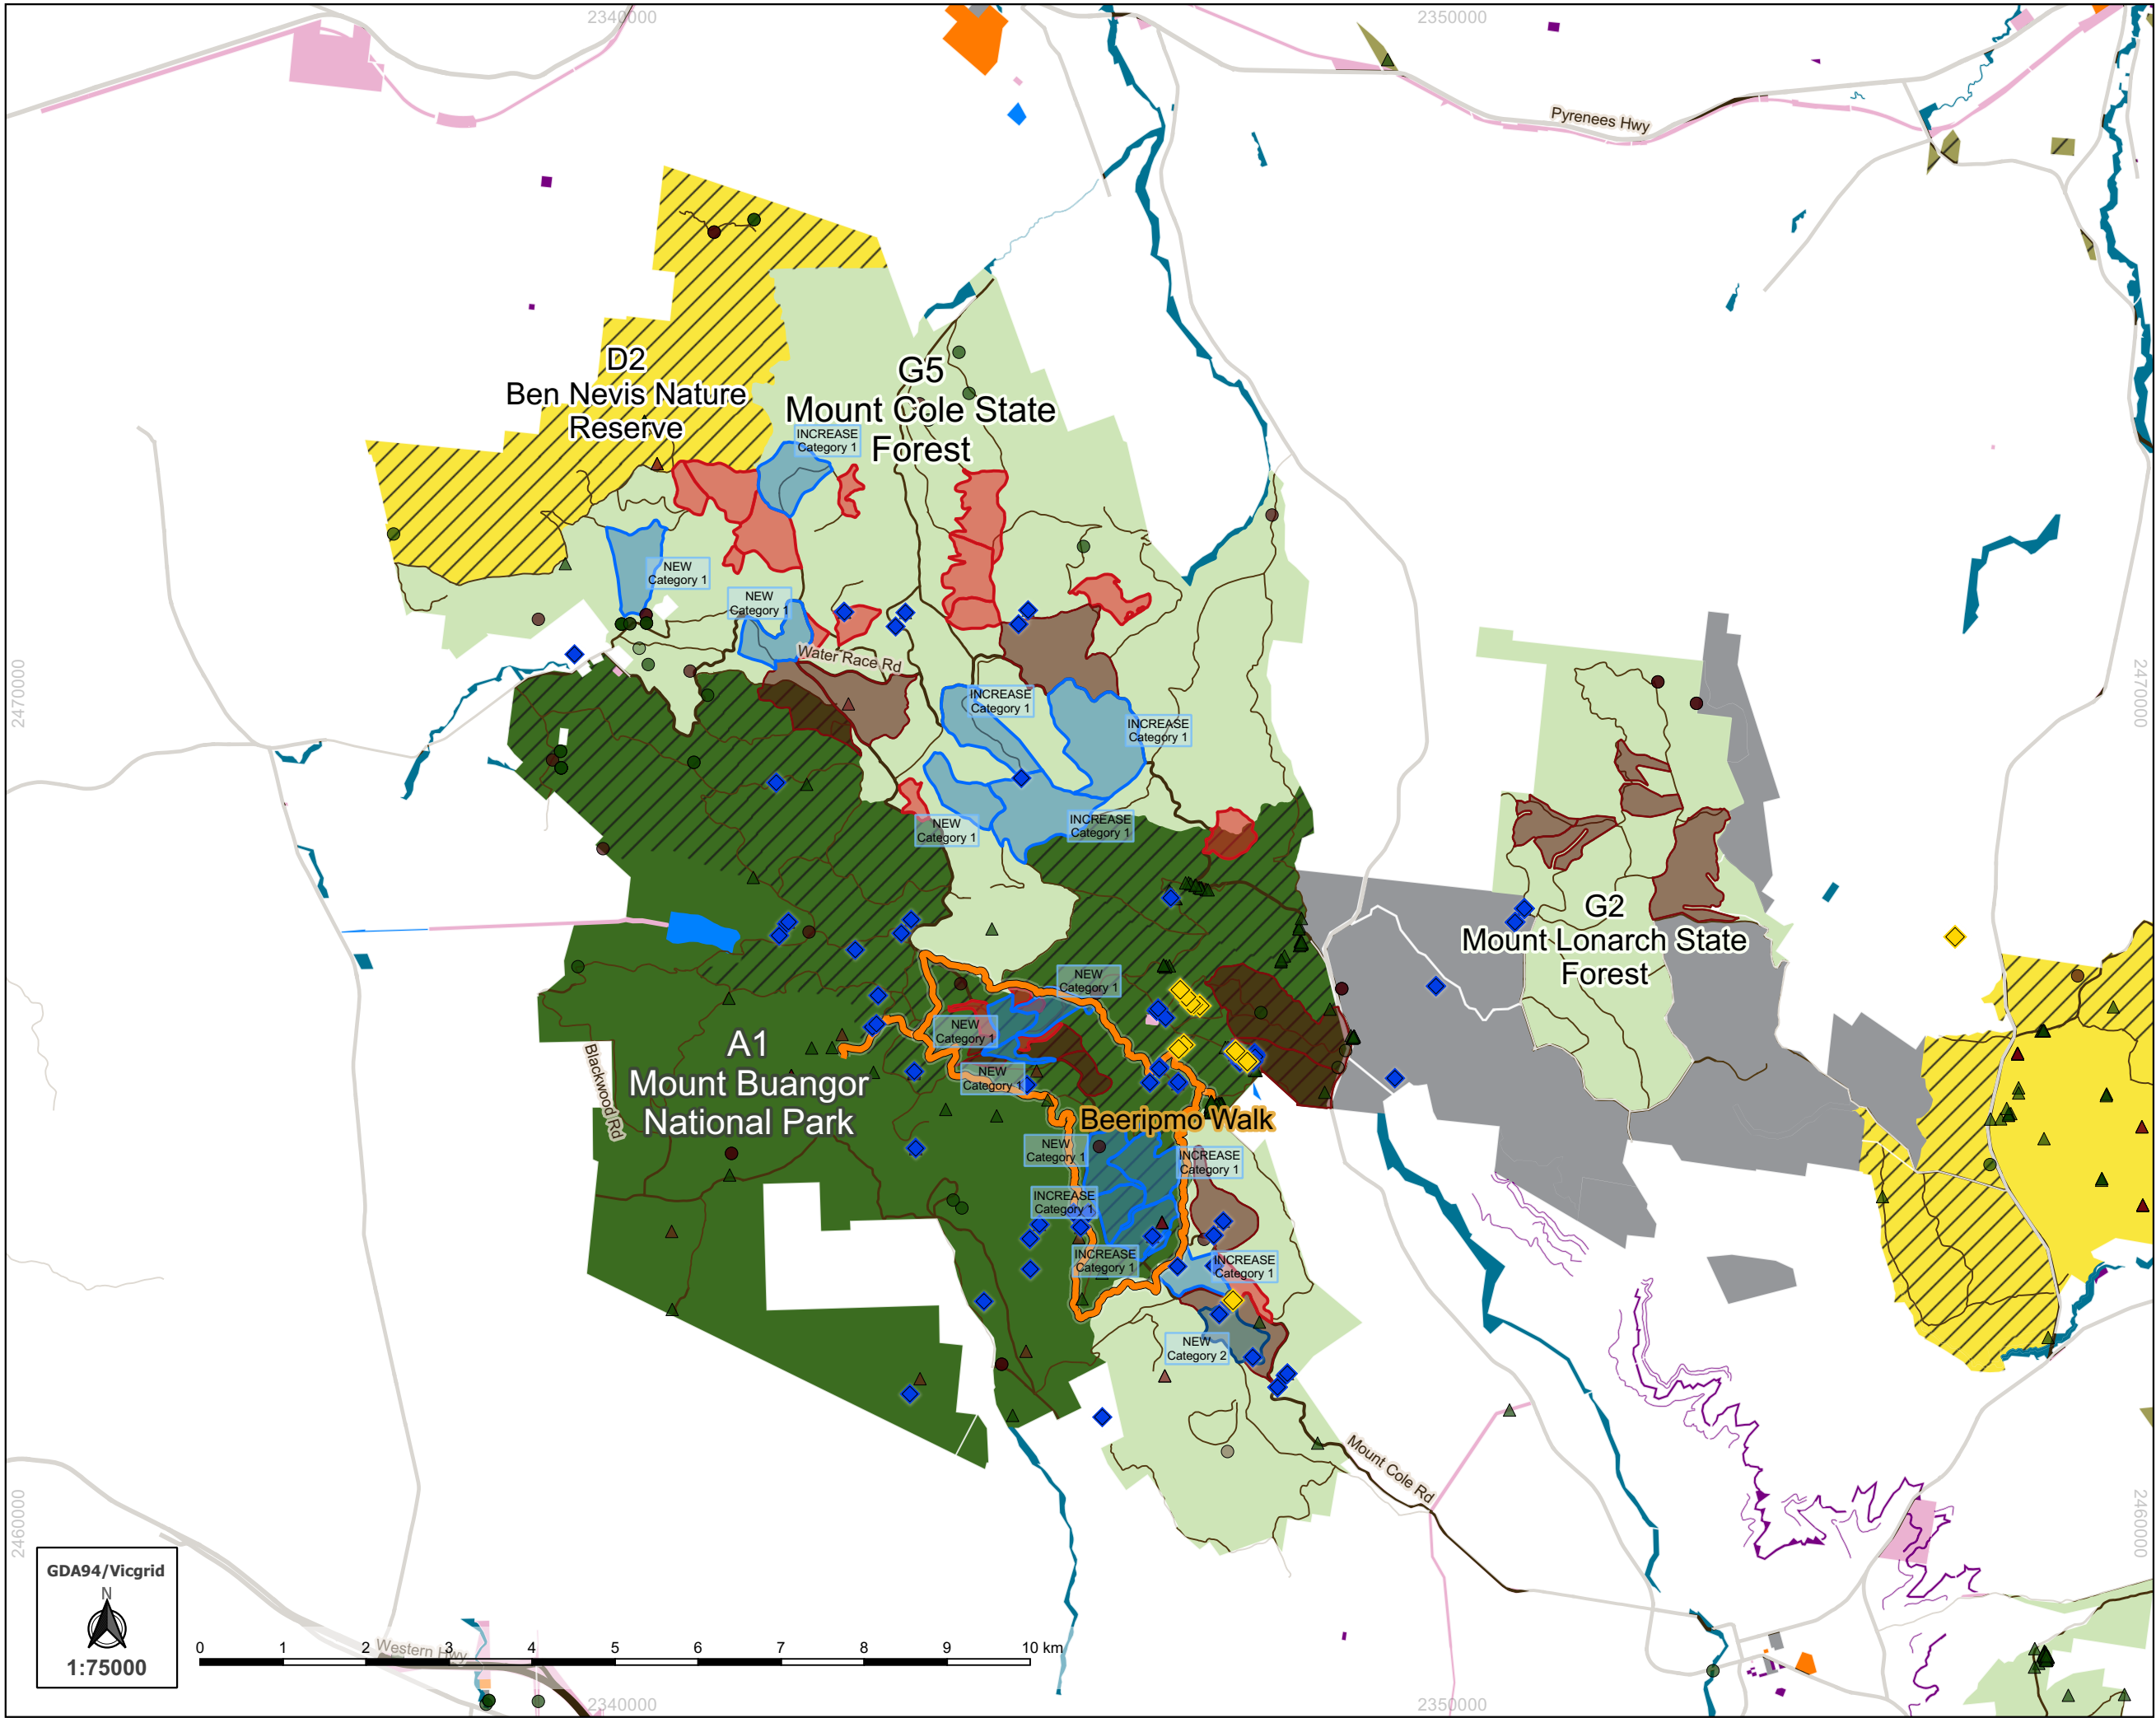 2340000
2350000
Pyrenees Hwy
D2
Ben Nevis Nature
Reserve
G5
Mount Cole State
Forest
INCREASE
Category 1
NEW
Category 1
NEW
Category 1
Water Race Rd
2470000
2470000
INCREASE
Category 1
INCREASE
Category 1
NEW
Category 1
INCREASE
Category 1
G2
Mount Lonarch State
Forest
NEW
Category 1
NEW
Category 1
NEW
Category 1
A1
Mount Buangor
National Park
Blackwood Rd
Beeripmo Walk
NEW
Category 1
INCREASE
Category 1
INCREASE
Category 1
INCREASE
Category 1
INCREASE
Category 1
NEW
Category 2
Mount Cole Rd
2460000
2460000
GDA94/Vicgrid
N
1:75000
Western Hwy
0 1 2 3 4 5 6 7 8 9 10 km
2340000
2350000